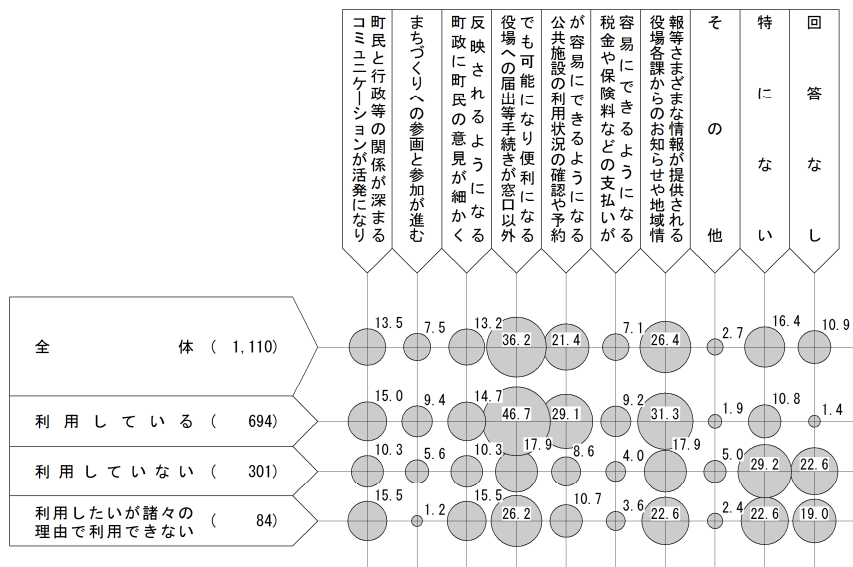 コミュニケーションが活発になり
町民と行政等の関係が深まる
まちづくりへの参画と参加が進む
町政に町民の意見が細かく
反映されるようになる
役場への届出等手続きが窓口以外
でも可能になり便利になる
公共施設の利用状況の確認や予約
が容易にできるようになる
税金や保険料などの支払いが
容易にできるようになる
役場各課からのお知らせや地域情
報等さまざまな情報が提供される
その他
特にない
回答なし
全体 ( 1,110)
13.5 7.5 13.2 36.2 21.4 7.1 26.4 2.7 16.4 10.9
利用している ( 694)
15.0 9.4 14.7 46.7 29.1 9.2 31.3 1.9 10.8 1.4
利用していない ( 301)
10.3 5.6 10.3 17.9 8.6 4.0 17.9 5.0 29.2 22.6
利用したいが諸々の
理由で利用できない ( 84)
15.5 1.2 15.5 26.2 10.7 3.6 22.6 2.4 22.6 19.0